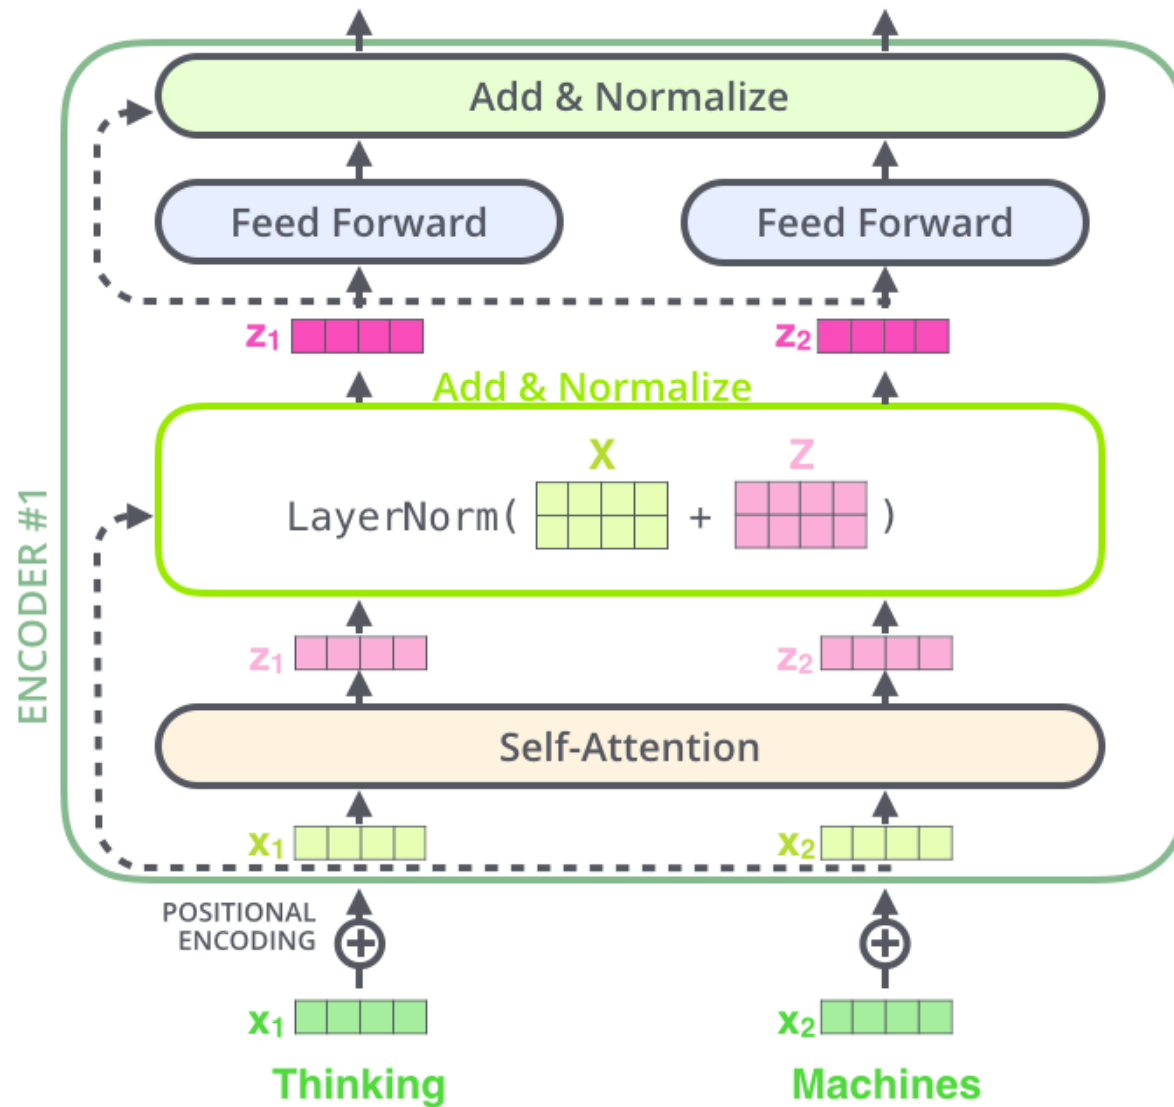 Add & Normalize
Feed Forward Feed Forward
z1 z2
Add & Normalize
X Z
LayerNorm( + )
ENCODER #1
z1 z2
Self-Attention
x1 x2
POSITIONAL
ENCODING
x1 x2
Thinking Machines